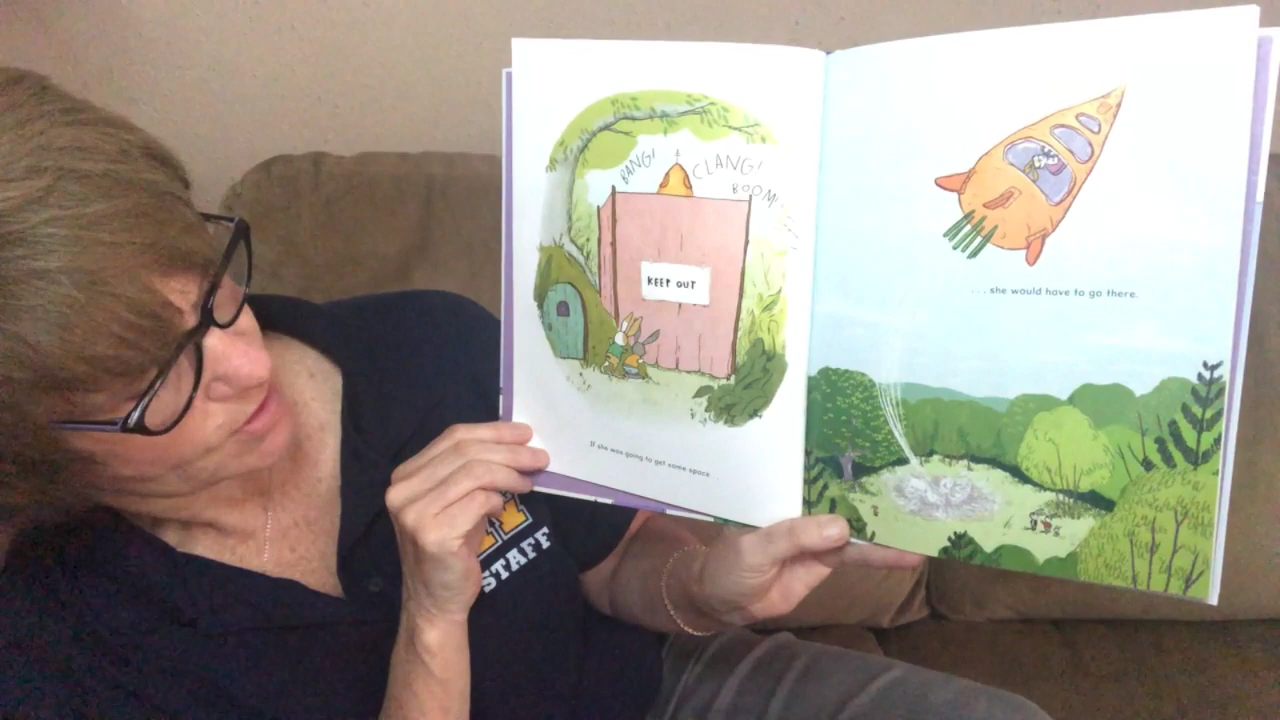 BANG!
CLANG!
BOOM!
KEEP OUT
If she was going to get some space . . .
. . . she would have to go there.
STAFF